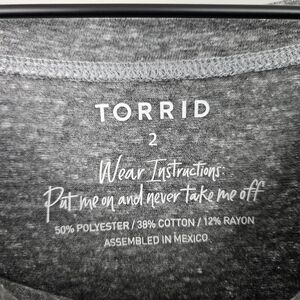 TORRID
2
Wear Instructions:
Put me on and never take me off
50% POLYESTER / 38% COTTON / 12% RAYON
ASSEMBLED IN MEXICO